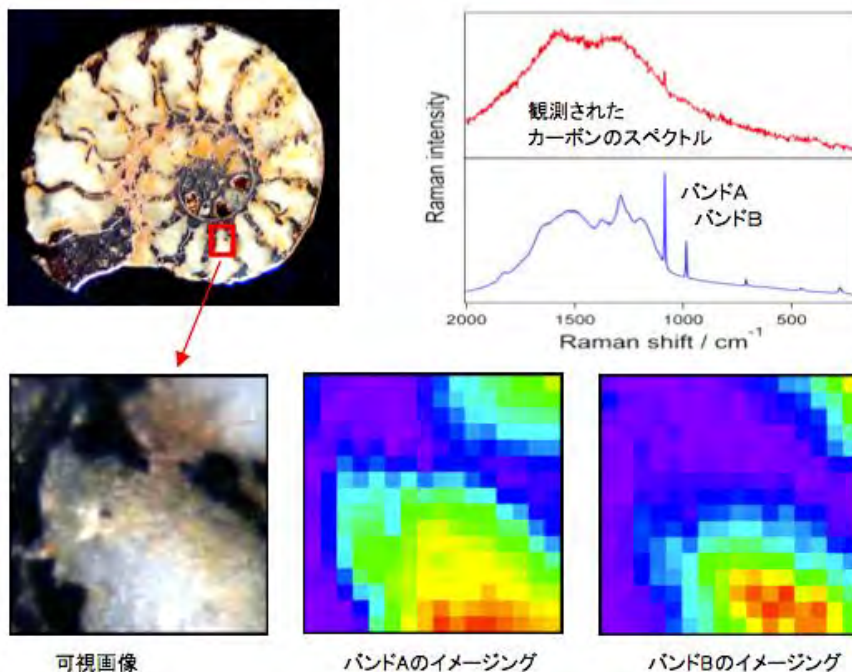 Raman intensity
観測された
カーボンのスペクトル
バンドA
バンドB
2000 1500 1000 500
Raman shift / cm⁻¹
可視画像
バンドAのイメージング
バンドBのイメージング